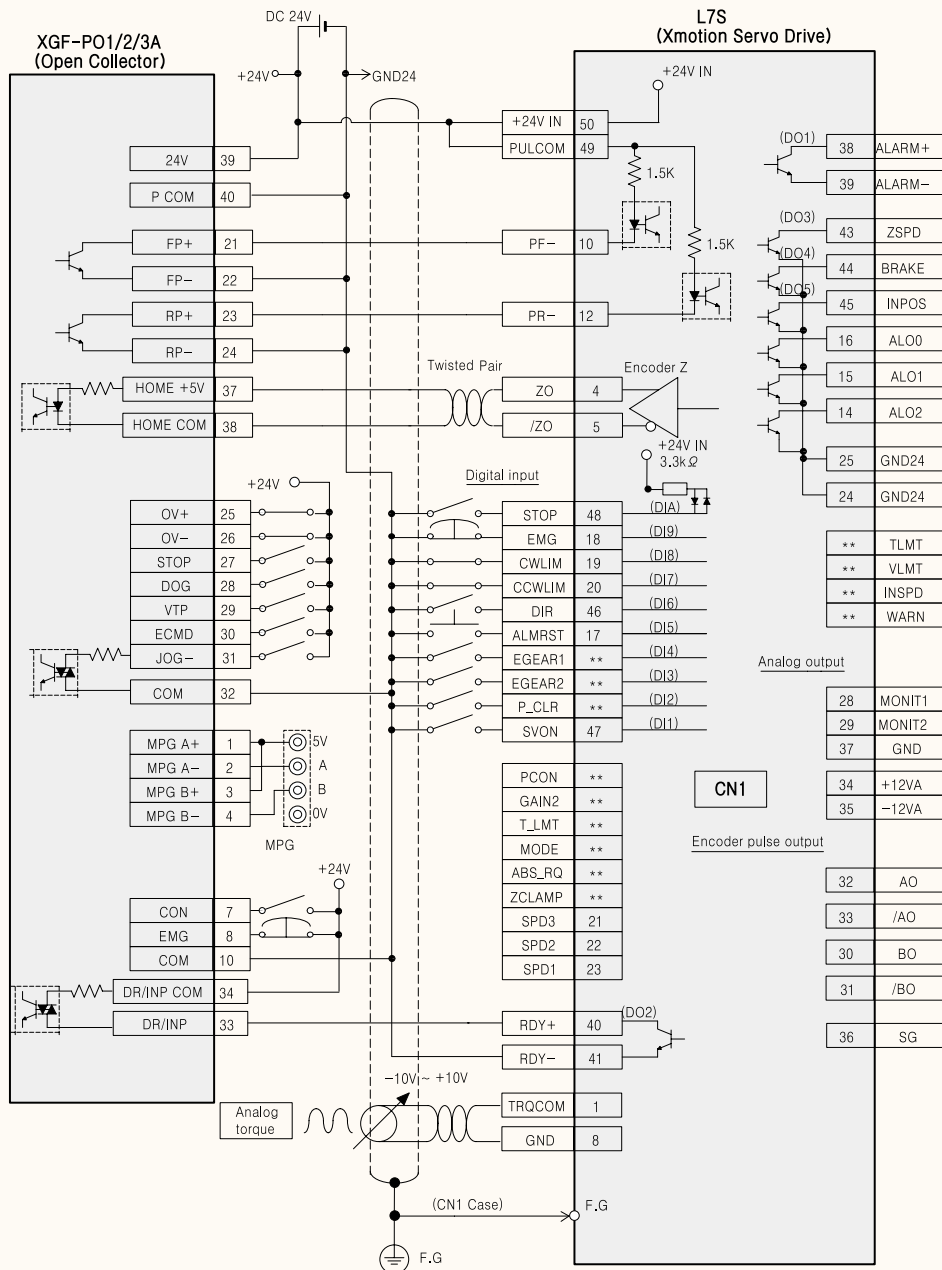 DC 24V
XGF-PO1/2/3A
(Open Collector)
L7S
(Xmotion Servo Drive)
+24V
GND24
+24V IN
24V 39
P COM 40
FP+ 21
FP- 22
RP+ 23
RP- 24
HOME +5V 37
HOME COM 38
+24V
OV+ 25
OV- 26
STOP 27
DOG 28
VTP 29
ECMD 30
JOG- 31
COM 32
MPG A+ 1
MPG A- 2
MPG B+ 3
MPG B- 4
5V
A
B
0V
MPG
+24V
CON 7
EMG 8
COM 10
DR/INP COM 34
DR/INP 33
Analog
torque
-10V ~ +10V
(CN1 Case)
F.G
F.G
Twisted Pair
Digital input
+24V IN 50
PULCOM 49
1.5K
1.5K
PF- 10
PR- 12
ZO 4
/ZO 5
Encoder Z
+24V IN
3.3kΩ
STOP 48 (DIA)
EMG 18 (DI9)
CWLIM 19 (DI8)
CCWLIM 20 (DI7)
DIR 46 (DI6)
ALMRST 17 (DI5)
EGEAR1 ** (DI4)
EGEAR2 ** (DI3)
P_CLR ** (DI2)
SVON 47 (DI1)
PCON **
GAIN2 **
T_LMT **
MODE **
ABS_RQ **
ZCLAMP **
SPD3 21
SPD2 22
SPD1 23
RDY+ 40 (DO2)
RDY- 41
TRQCOM 1
GND 8
CN1
(DO1) 38 ALARM+
39 ALARM-
(DO3) 43 ZSPD
(DO4) 44 BRAKE
(DO5) 45 INPOS
16 ALO0
15 ALO1
14 ALO2
25 GND24
24 GND24
** TLMT
** VLMT
** INSPD
** WARN
Analog output
28 MONIT1
29 MONIT2
37 GND
34 +12VA
35 -12VA
Encoder pulse output
32 AO
33 /AO
30 BO
31 /BO
36 SG